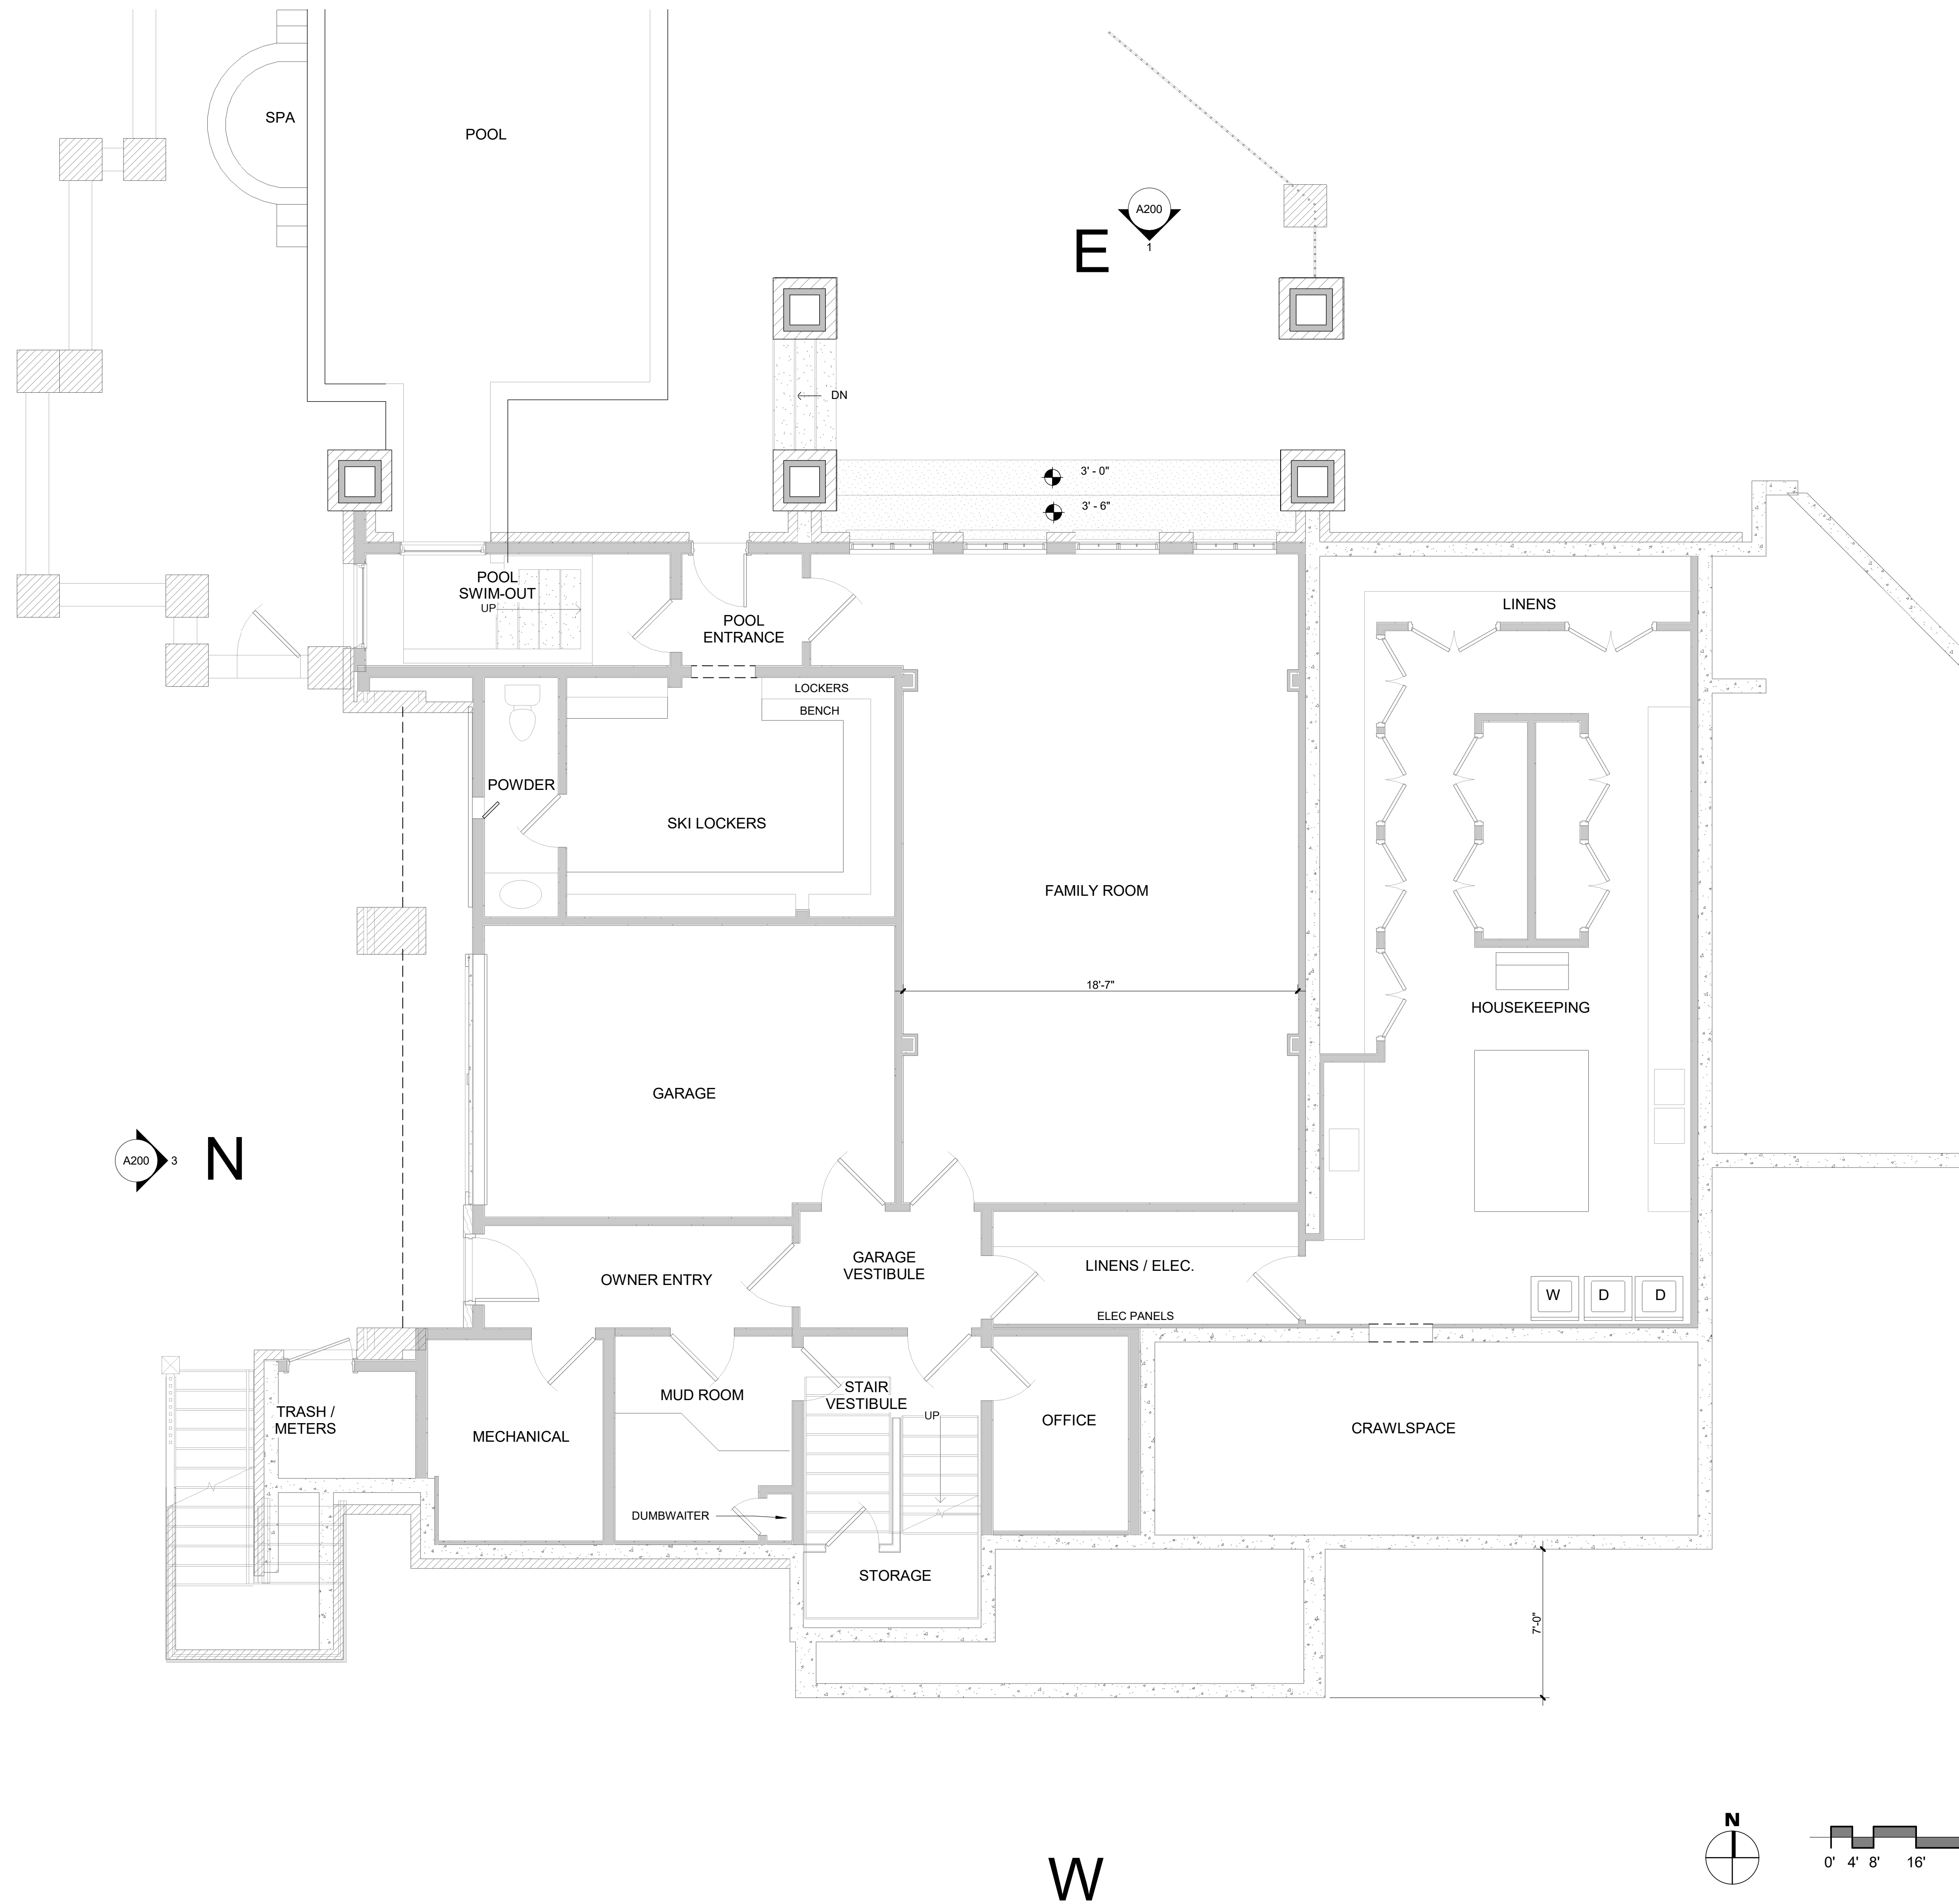 SPA
POOL
A200
1
E
DN
3' - 0"
3' - 6"
POOL
SWIM-OUT
UP
POOL
ENTRANCE
LINENS
LOCKERS
BENCH
POWDER
SKI LOCKERS
FAMILY ROOM
18'-7"
HOUSEKEEPING
GARAGE
A200
3
N
GARAGE
VESTIBULE
OWNER ENTRY
LINENS / ELEC.
ELEC PANELS
W
D
D
MUD ROOM
STAIR
VESTIBULE
UP
TRASH /
METERS
MECHANICAL
OFFICE
CRAWLSPACE
DUMBWAITER
STORAGE
7'-0"
N
0'
4'
8'
16'
W